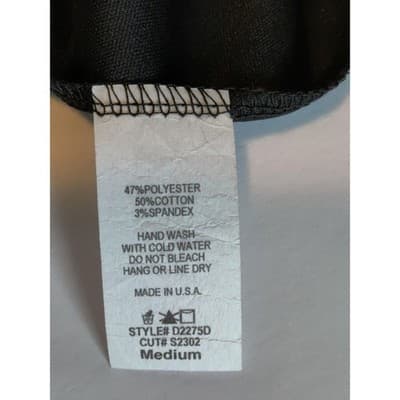 47%POLYESTER
50%COTTON
3%SPANDEX
HAND WASH
WITH COLD WATER
DO NOT BLEACH
HANG OR LINE DRY
MADE IN U.S.A.
STYLE# D2275D
CUT# S2302
Medium